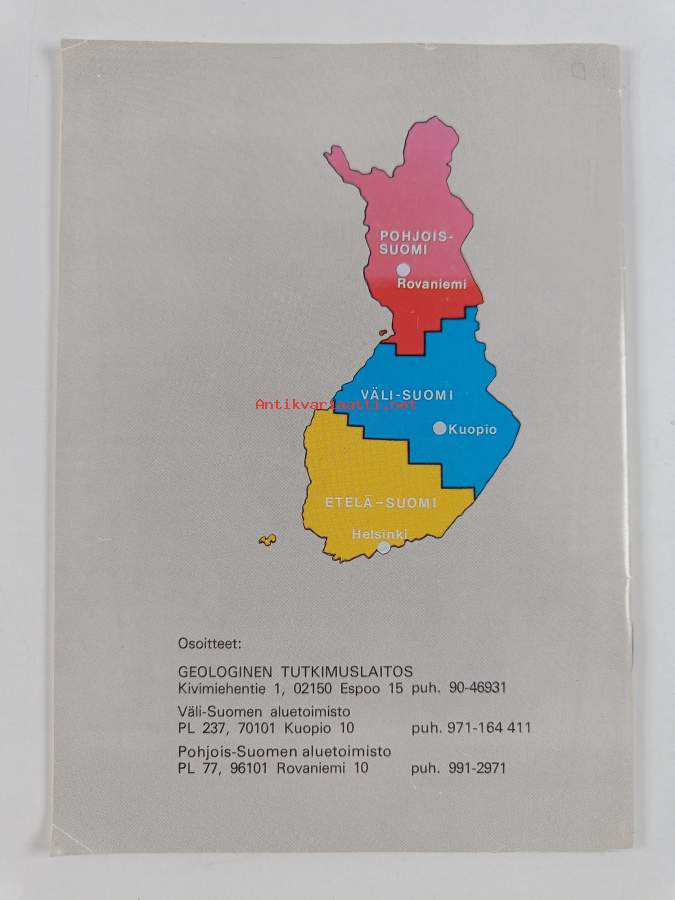 POHJOIS-
SUOMI
Rovaniemi
VÄLI-SUOMI
Antikvariaatti.net
Kuopio
ETELÄ-SUOMI
Helsinki
Osoitteet:
GEOLOGINEN TUTKIMUSLAITOS
Kivimiehentie 1, 02150 Espoo 15 puh. 90-46931
Väli-Suomen aluetoimisto
PL 237, 70101 Kuopio 10 puh. 971-164 411
Pohjois-Suomen aluetoimisto
PL 77, 96101 Rovaniemi 10 puh. 991-2971